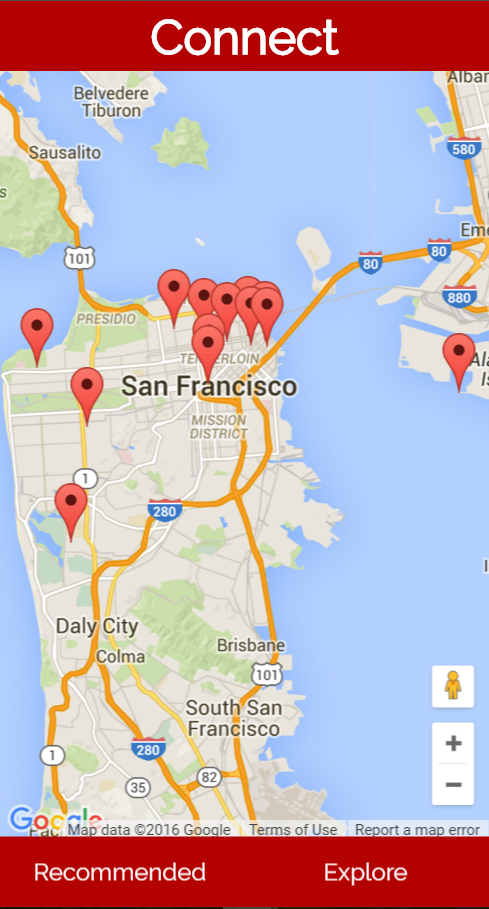 Connect
Alban
Belvedere
Tiburon
580
Sausalito
s
Eme
101
80
80
880
PRESIDIO
TENDERLOIN
Ala
Is
San Francisco
MISSION
DISTRICT
1
280
I
Daly City
Brisbane
Colma
101
South San
Francisco
1
280
82
35
Google
Pac
Map data ©2016 Google
Terms of Use
Report a map error
Recommended
Explore